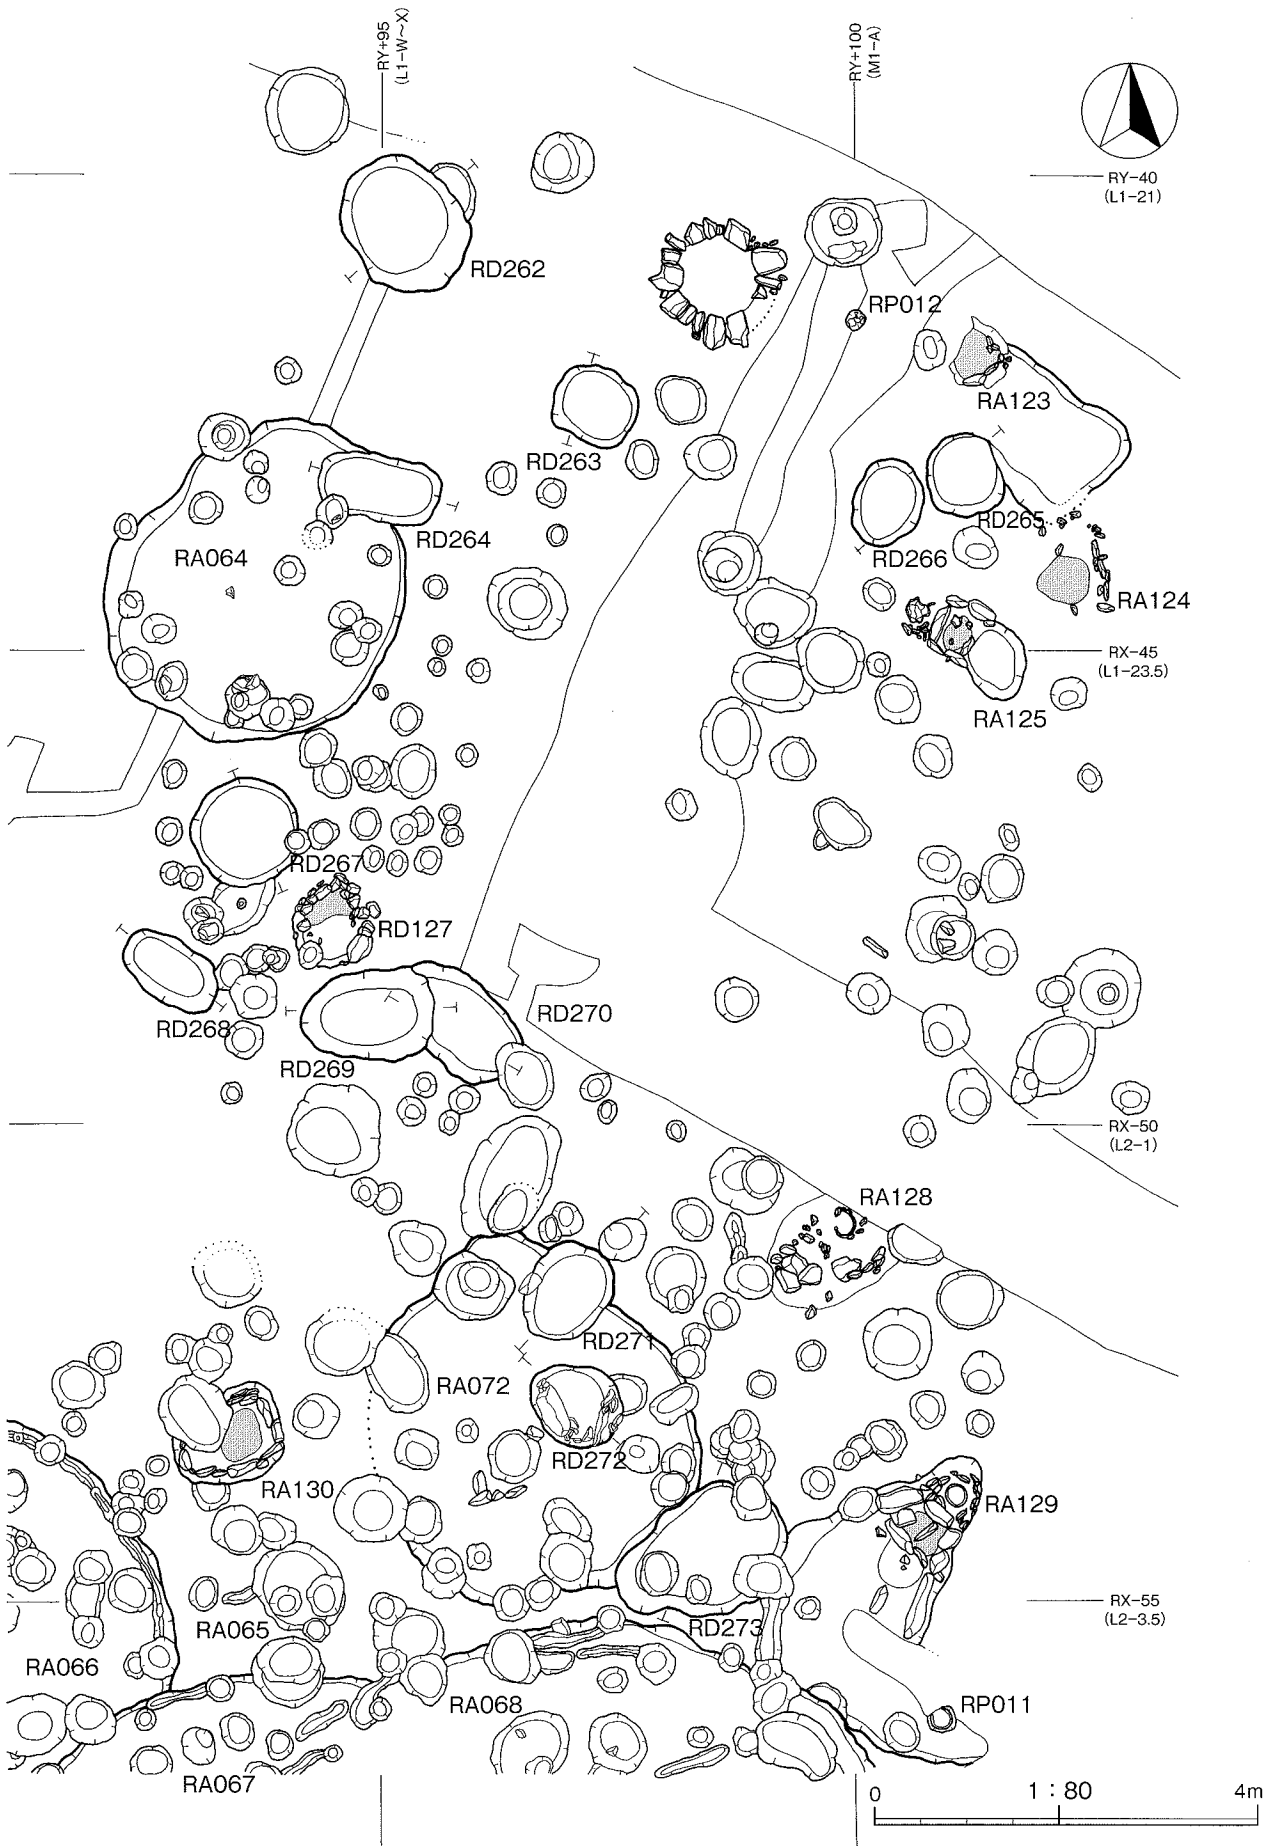 RY+95
(L1-W～X)
RY+100
(M1-A)
RY-40
(L1-21)
RD262
RP012
RA123
RD263
RD265
RD264
RD266
RA064
RA124
RX-45
(L1-23.5)
RA125
RD267
RD127
RD268
RD270
RD269
RX-50
(L2-1)
RA128
RD271
RA072
RD272
RA130
RA129
RX-55
(L2-3.5)
RA065
RD273
RA066
RA068
RP011
RA067
0
1：80
4m